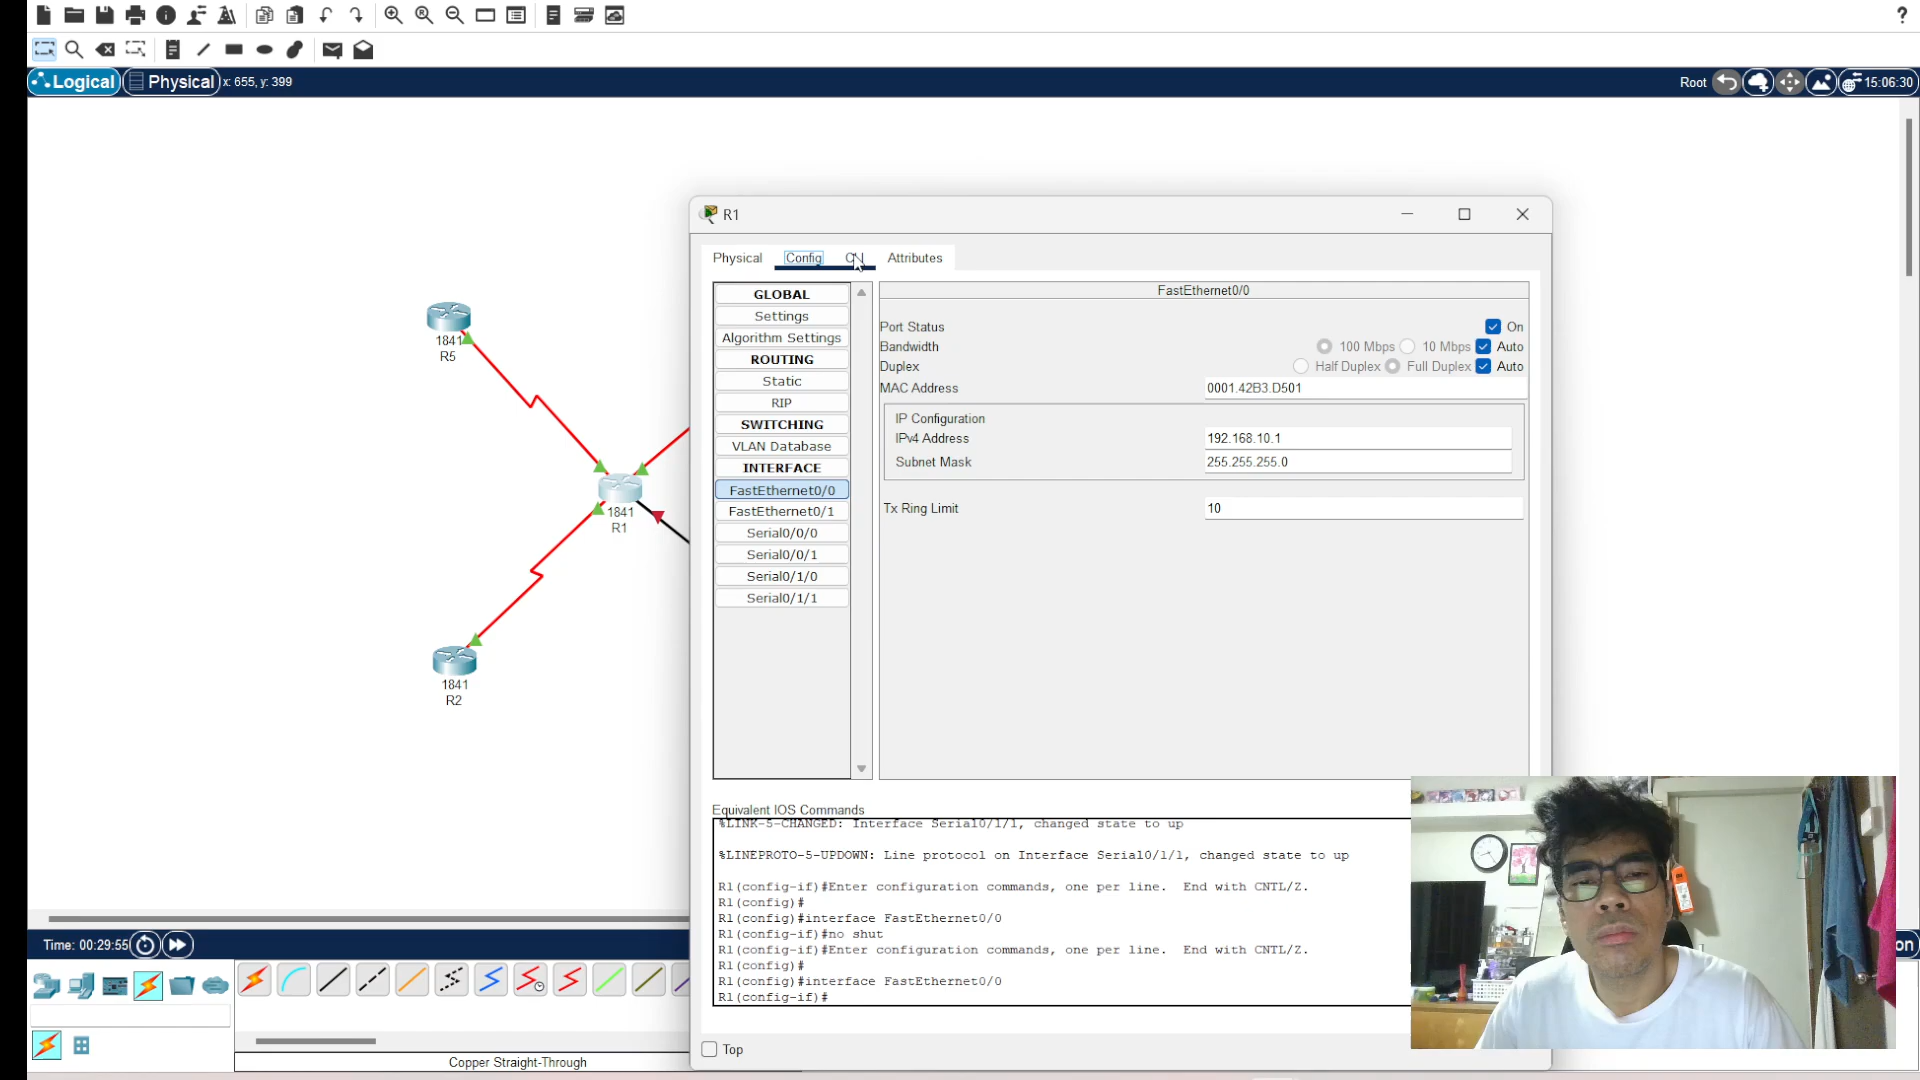 ?
Logical
Physical
x: 655, y: 399
Root
15:06:30
1841
R5
1841
R1
1841
R2
R1
Physical
Config
Attributes
GLOBAL
Settings
Algorithm Settings
ROUTING
Static
RIP
SWITCHING
VLAN Database
INTERFACE
FastEthernet0/0
FastEthernet0/1
Serial0/0/0
Serial0/0/1
Serial0/1/0
Serial0/1/1
FastEthernet0/0
Port Status
On
Bandwidth
100 Mbps
10 Mbps
Auto
Duplex
Half Duplex
Full Duplex
Auto
MAC Address
0001.42B3.D501
IP Configuration
IPv4 Address
192.168.10.1
Subnet Mask
255.255.255.0
Tx Ring Limit
10
Equivalent IOS Commands
%LINK-5-CHANGED: Interface Serial0/1/1, changed state to up
%LINEPROTO-5-UPDOWN: Line protocol on Interface Serial0/1/1, changed state to up
R1(config-if)#Enter configuration commands, one per line. End with CNTL/Z.
R1(config)#
R1(config)#interface FastEthernet0/0
R1(config-if)#no shut
R1(config-if)#Enter configuration commands, one per line. End with CNTL/Z.
R1(config)#
R1(config)#interface FastEthernet0/0
R1(config-if)#
Top
Time: 00:29:55
Copper Straight-Through